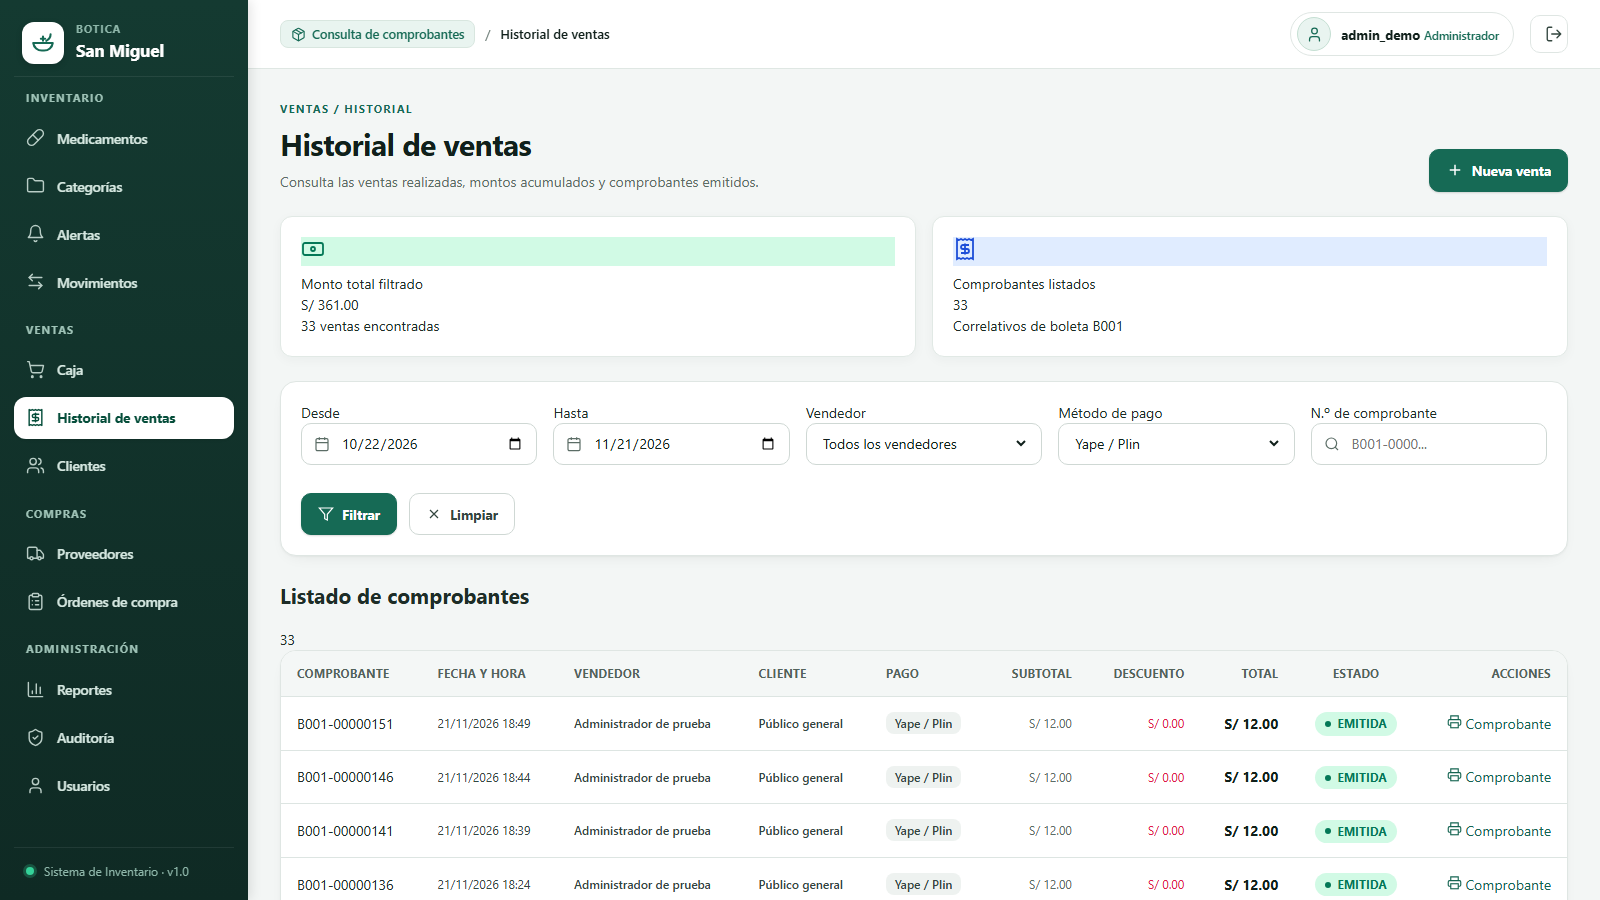 BOTICA
San Miguel
INVENTARIO
Medicamentos
Categorías
Alertas
Movimientos
VENTAS
Caja
Historial de ventas
Clientes
COMPRAS
Proveedores
Órdenes de compra
ADMINISTRACIÓN
Reportes
Auditoría
Usuarios
Sistema de Inventario · v1.0
Consulta de comprobantes / Historial de ventas
admin_demo Administrador
VENTAS / HISTORIAL
Historial de ventas
Consulta las ventas realizadas, montos acumulados y comprobantes emitidos.
Nueva venta
Monto total filtrado
S/ 361.00
33 ventas encontradas
Comprobantes listados
33
Correlativos de boleta B001
Desde Hasta Vendedor Método de pago N.º de comprobante
10/22/2026 11/21/2026 Todos los vendedores Yape / Plin B001-0000...
Filtrar Limpiar
Listado de comprobantes
33
COMPROBANTE FECHA Y HORA VENDEDOR CLIENTE PAGO SUBTOTAL DESCUENTO TOTAL ESTADO ACCIONES
B001-00000151 21/11/2026 18:49 Administrador de prueba Público general Yape / Plin S/ 12.00 S/ 0.00 S/ 12.00 EMITIDA Comprobante
B001-00000146 21/11/2026 18:44 Administrador de prueba Público general Yape / Plin S/ 12.00 S/ 0.00 S/ 12.00 EMITIDA Comprobante
B001-00000141 21/11/2026 18:39 Administrador de prueba Público general Yape / Plin S/ 12.00 S/ 0.00 S/ 12.00 EMITIDA Comprobante
B001-00000136 21/11/2026 18:24 Administrador de prueba Público general Yape / Plin S/ 12.00 S/ 0.00 S/ 12.00 EMITIDA Comprobante